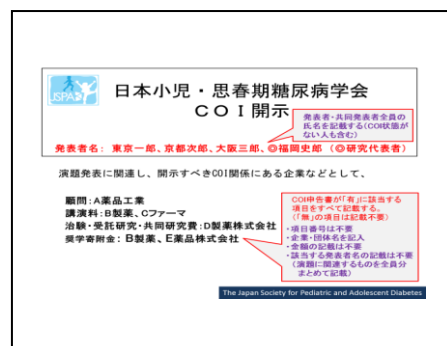 JSPAD
日本小児・思春期糖尿病学会
ＣＯＩ開示
発表者・共同発表者全員の
氏名を記載する(COI状態が
ない人も含む)
発表者名： 東京一郎、京都次郎、大阪三郎、◎福岡史郎 （◎研究代表者）
演題発表に関連し、開示すべきCOI関係にある企業などとして、
顧問：A薬品工業
講演料：B製薬、Cファーマ
治験・受託研究・共同研究費：D製薬株式会社
奨学寄附金： B製薬、E薬品株式会社
COI申告書が「有」に該当する
項目をすべて記載する。
(「無」の項目は記載不要)
・項目番号は不要
・企業・団体名を記入
・金額の記載は不要
・該当する発表者名の記載は不要
(演題に関連するものを全員分
まとめて記載)
The Japan Society for Pediatric and Adolescent Diabetes